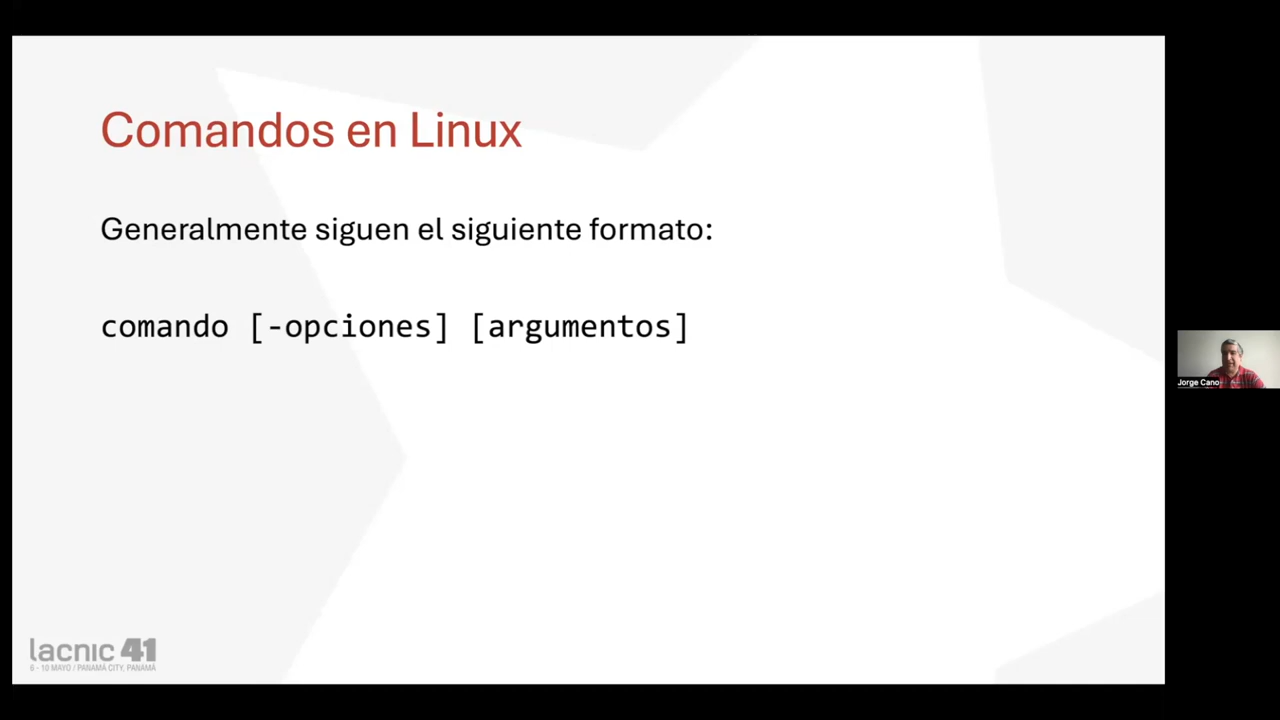 Comandos en Linux
Generalmente siguen el siguiente formato:
comando [-opciones] [argumentos]
Jorge Cano
lacnic 41
6 - 10 MAYO / PANAMÁ CITY, PANAMÁ